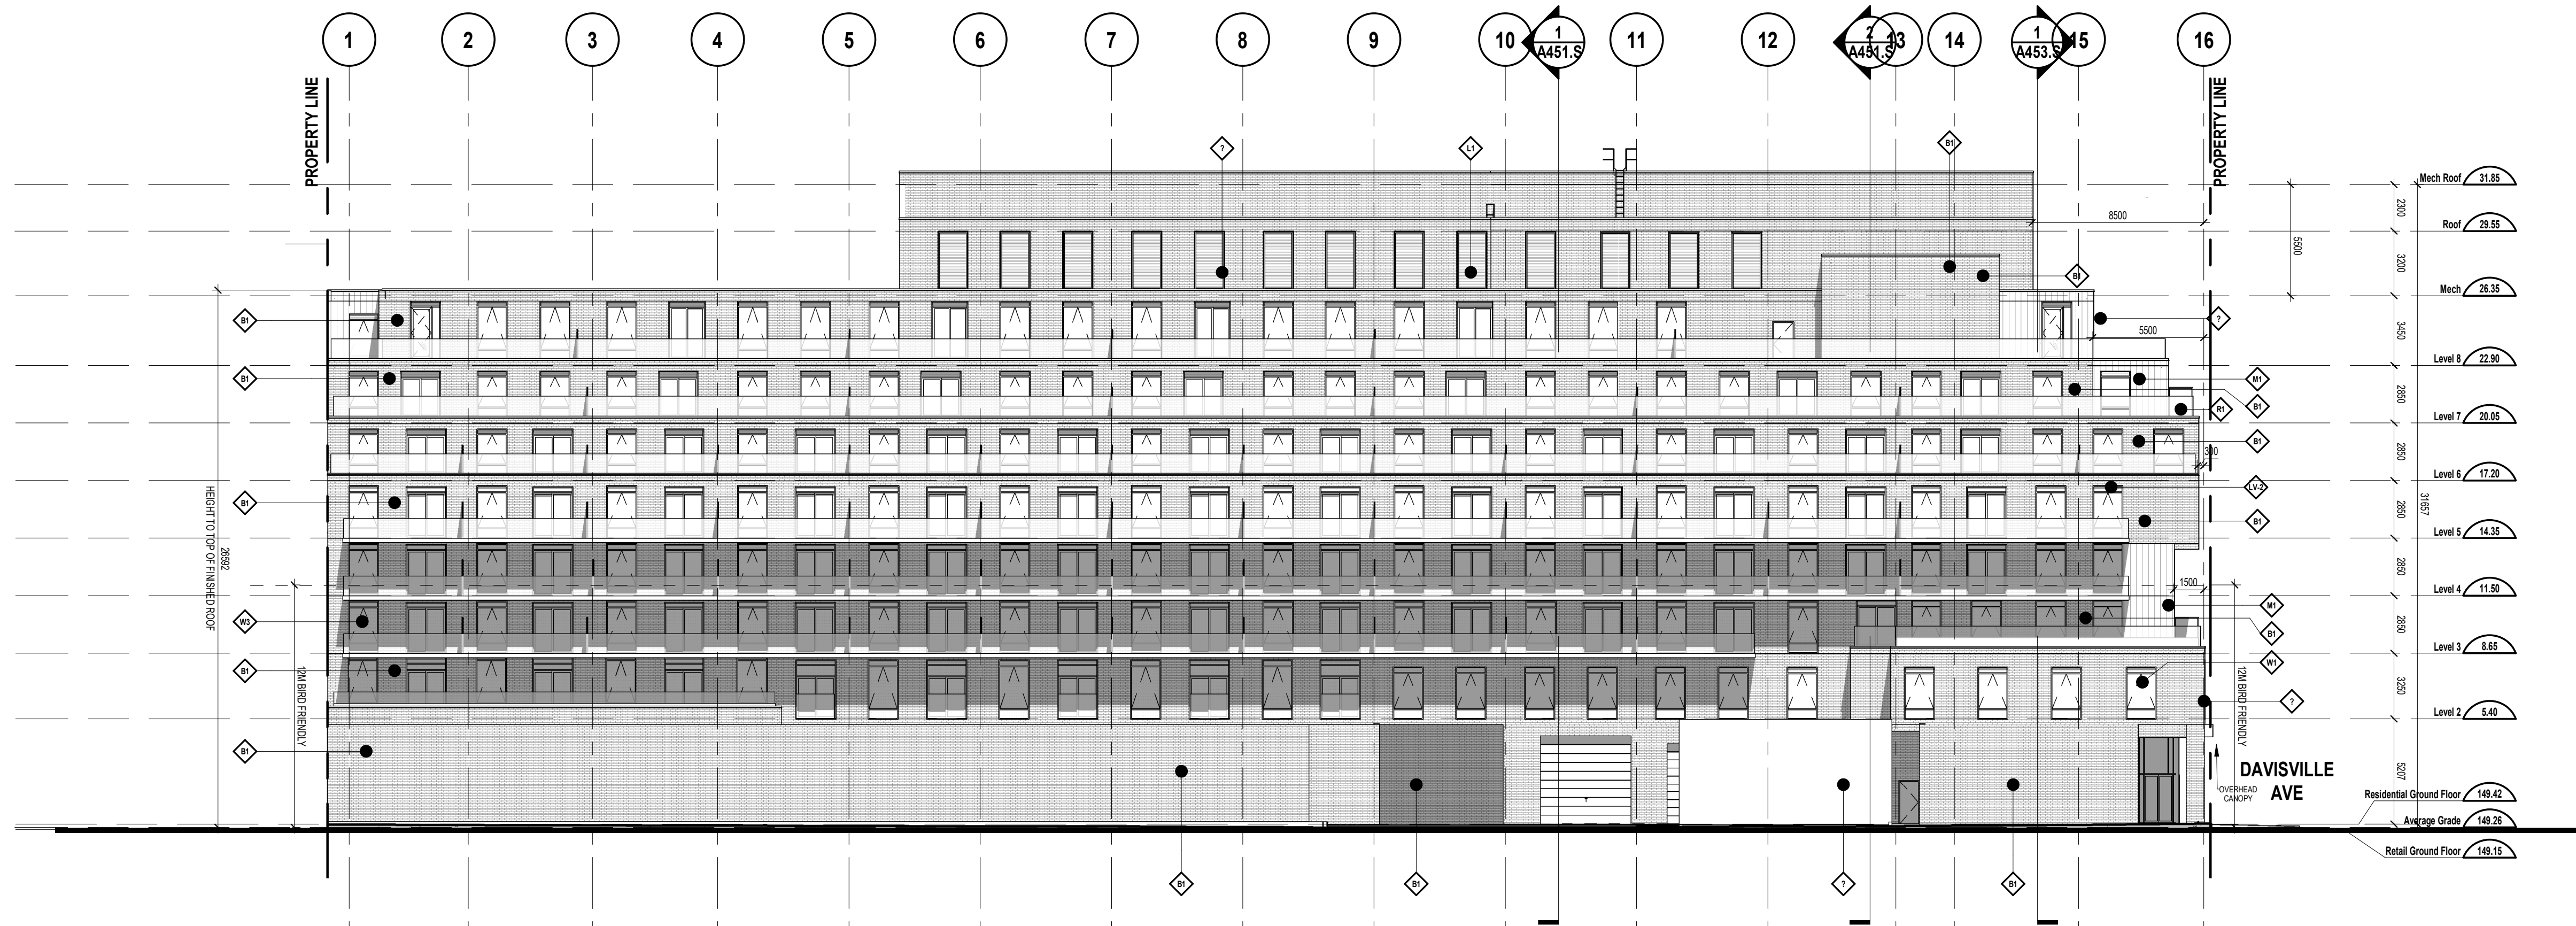 1 2 3 4 5 6 7 8 9 10 11 12 13 14 15 16
1
A451.S
2
A451.S
1
A453.S
PROPERTY LINE
PROPERTY LINE
? L1 B1
Mech Roof 31.85
2300
8500
Roof 29.55
5500
3200
B1
Mech 26.35
B1
?
5500
3450
Level 8 22.90
B1
M1
2850
B1
R1
Level 7 20.05
B1
2850
300
Level 6 17.20
LV-2
B1
2850
31657
B1
Level 5 14.35
HEIGHT TO TOP OF FINISHED ROOF
26592
2850
1500
Level 4 11.50
M1
W3
2850
B1
Level 3 8.65
W1
B1
12M BIRD FRIENDLY
12M BIRD FRIENDLY
3250
?
Level 2 5.40
B1
5207
DAVISVILLE
AVE
OVERHEAD
CANOPY
Residential Ground Floor 149.42
Average Grade 149.26
Retail Ground Floor 149.15
B1 B1 ? B1